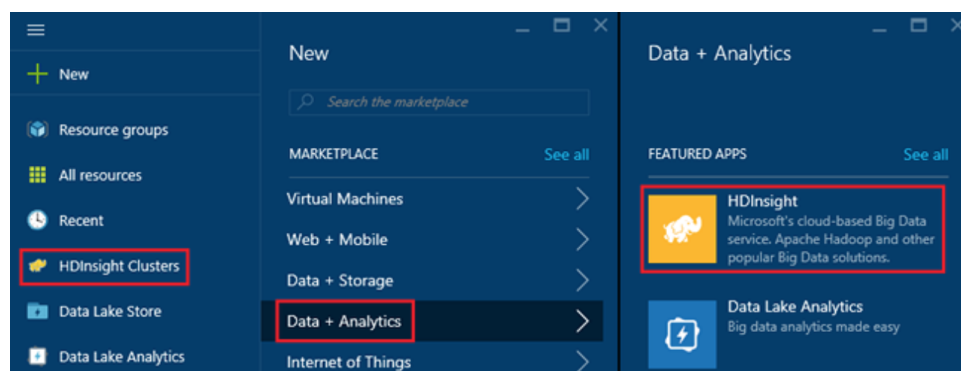 New
Resource groups
All resources
Recent
HDInsight Clusters
Data Lake Store
Data Lake Analytics
New
Search the marketplace
MARKETPLACE See all
Virtual Machines
Web + Mobile
Data + Storage
Data + Analytics
Internet of Things
Data + Analytics
FEATURED APPS See all
HDInsight
Microsoft's cloud-based Big Data
service. Apache Hadoop and other
popular Big Data solutions.
Data Lake Analytics
Big data analytics made easy